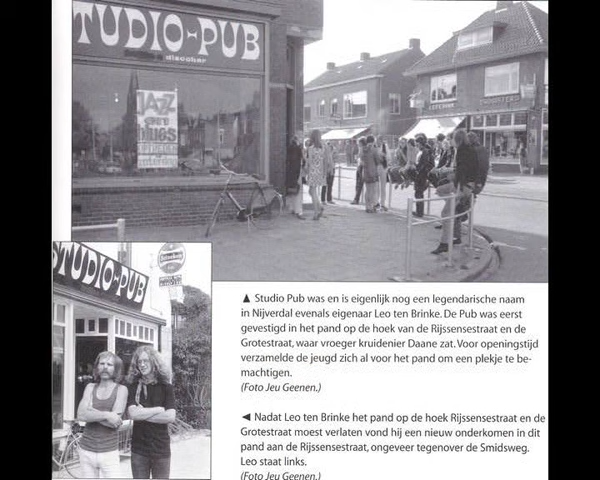 TUDIO-PUB
discobar
JAZZ
en
blues
STUDIO-PUB
Heineken
▲ Studio Pub was en is eigenlijk nog een legendarische naam
in Nijverdal evenals eigenaar Leo ten Brinke. De Pub was eerst
gevestigd in het pand op de hoek van de Rijssensestraat en de
Grotestraat, waar vroeger kruidenier Daane zat. Voor openingstijd
verzamelde de jeugd zich al voor het pand om een plekje te be-
machtigen.
(Foto Jeu Geenen.)
◄ Nadat Leo ten Brinke het pand op de hoek Rijssensestraat en de
Grotestraat moest verlaten vond hij een nieuw onderkomen in dit
pand aan de Rijssensestraat, ongeveer tegenover de Smidsweg.
Leo staat links.
(Foto Jeu Geenen.)